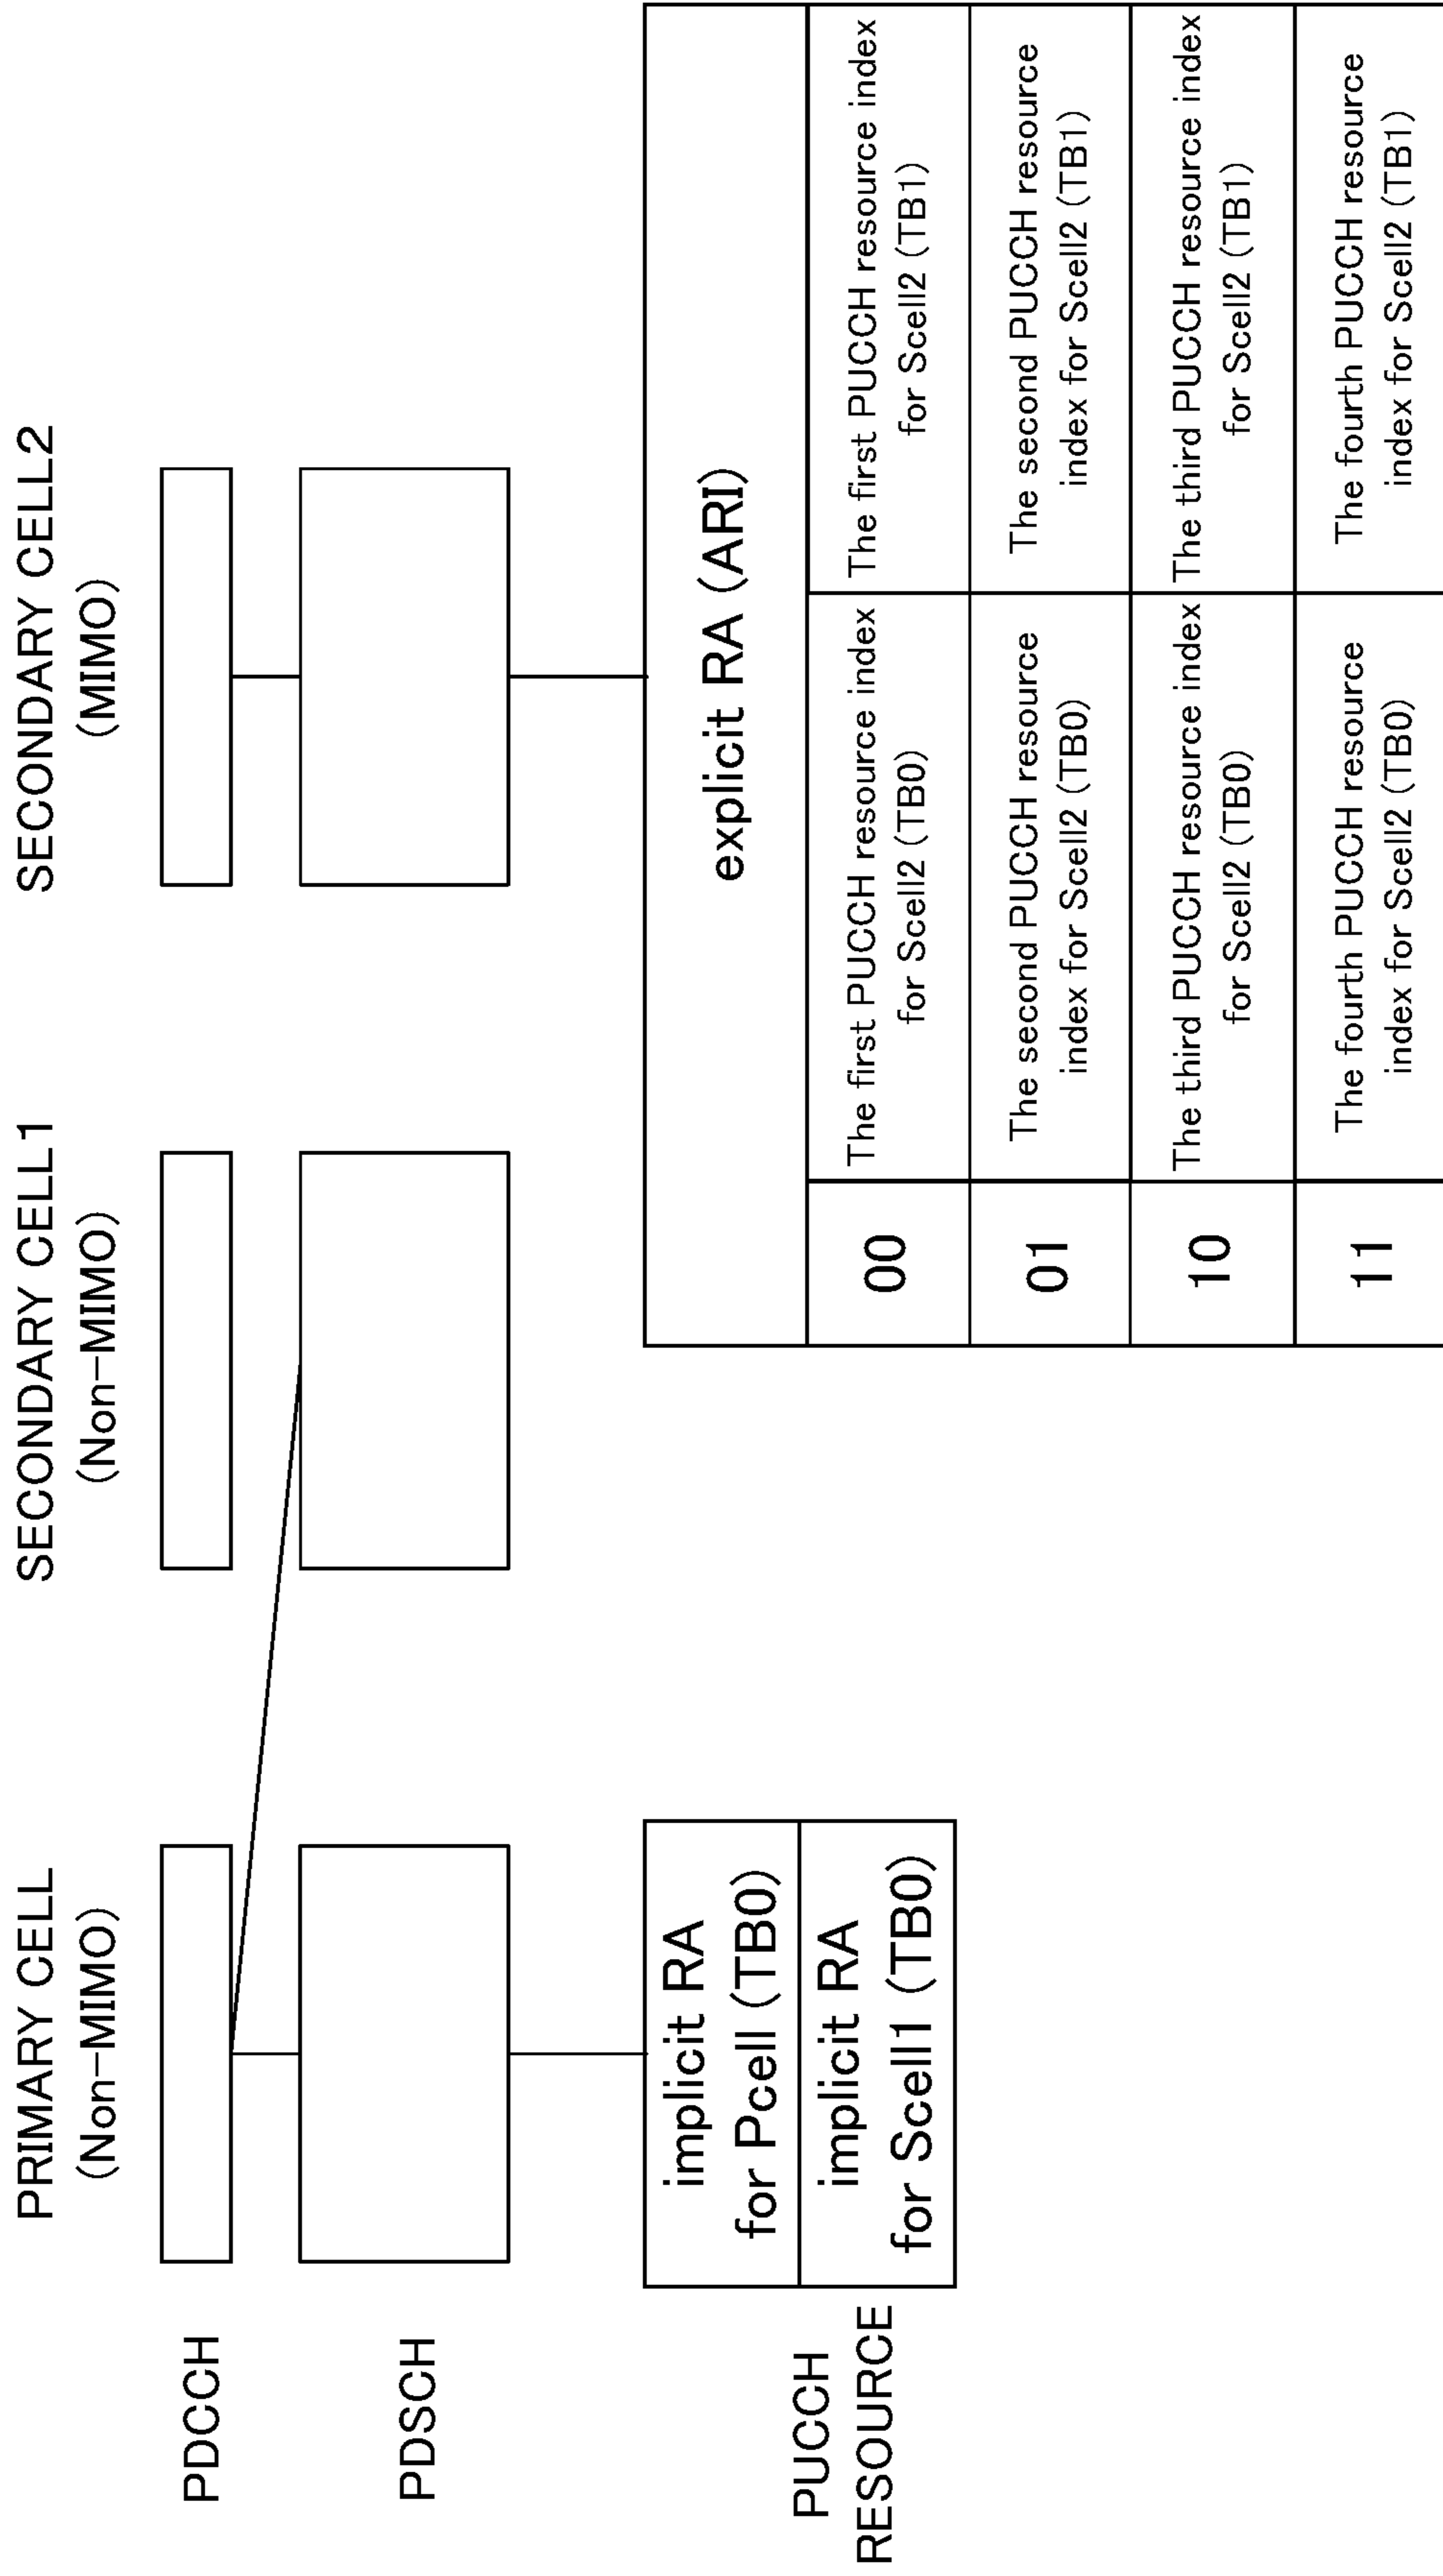 PRIMARY CELL
(Non-MIMO)
SECONDARY CELL1
(Non-MIMO)
SECONDARY CELL2
(MIMO)
PDCCH
PDSCH
PUCCH
RESOURCE
implicit RA
for Pcell (TB0)
implicit RA
for Scell1 (TB0)
explicit RA (ARI)
00
The first PUCCH resource index
for Scell2 (TB0)
The first PUCCH resource index
for Scell2 (TB1)
01
The second PUCCH resource
index for Scell2 (TB0)
The second PUCCH resource
index for Scell2 (TB1)
10
The third PUCCH resource index
for Scell2 (TB0)
The third PUCCH resource index
for Scell2 (TB1)
11
The fourth PUCCH resource
index for Scell2 (TB0)
The fourth PUCCH resource
index for Scell2 (TB1)